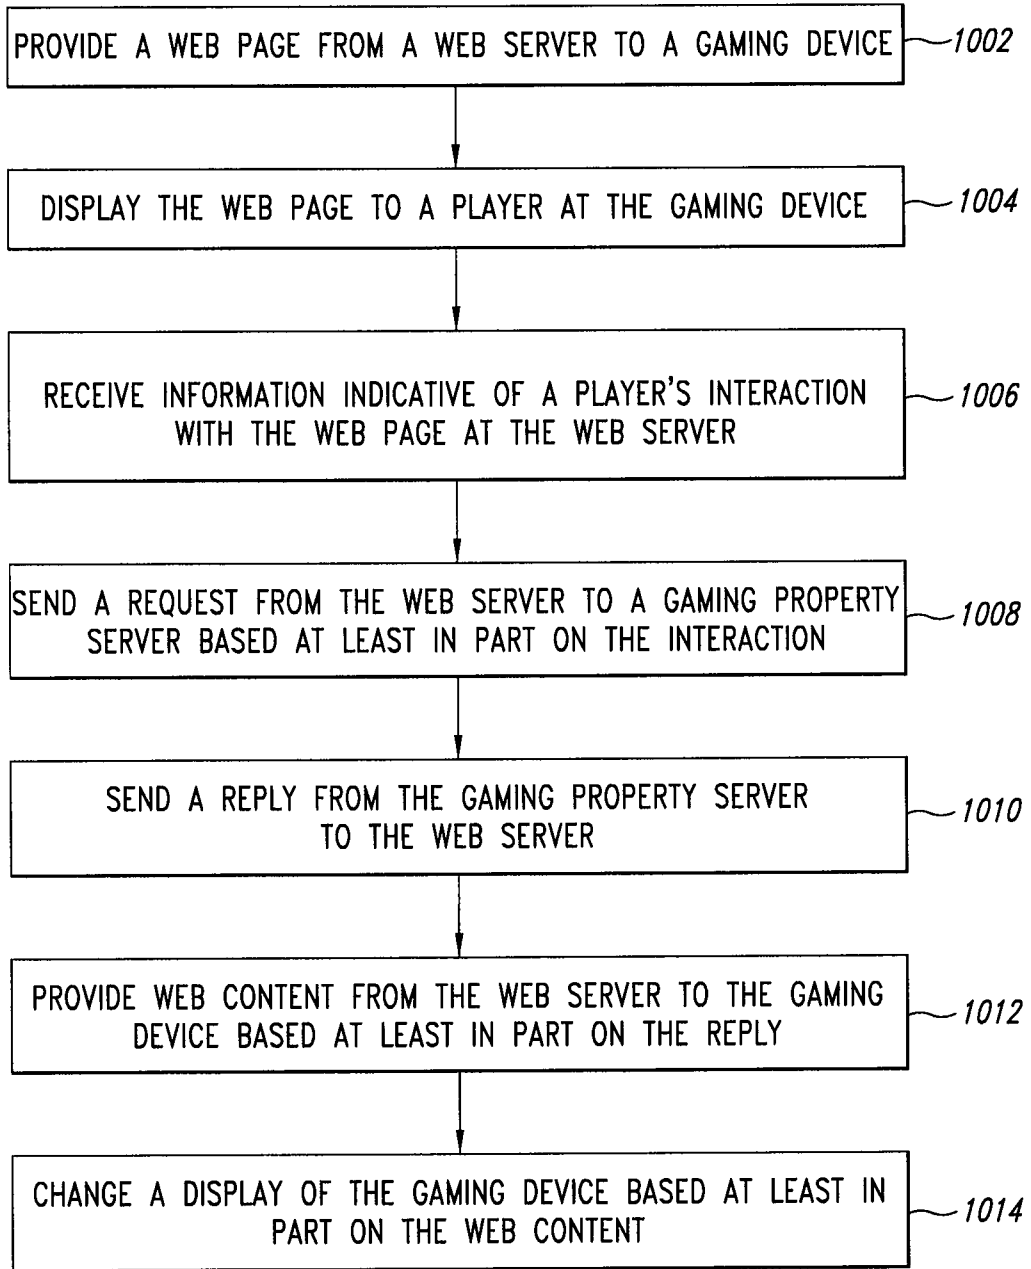 PROVIDE A WEB PAGE FROM A WEB SERVER TO A GAMING DEVICE
1002
DISPLAY THE WEB PAGE TO A PLAYER AT THE GAMING DEVICE
1004
RECEIVE INFORMATION INDICATIVE OF A PLAYER'S INTERACTION
WITH THE WEB PAGE AT THE WEB SERVER
1006
SEND A REQUEST FROM THE WEB SERVER TO A GAMING PROPERTY
SERVER BASED AT LEAST IN PART ON THE INTERACTION
1008
SEND A REPLY FROM THE GAMING PROPERTY SERVER
TO THE WEB SERVER
1010
PROVIDE WEB CONTENT FROM THE WEB SERVER TO THE GAMING
DEVICE BASED AT LEAST IN PART ON THE REPLY
1012
CHANGE A DISPLAY OF THE GAMING DEVICE BASED AT LEAST IN
PART ON THE WEB CONTENT
1014